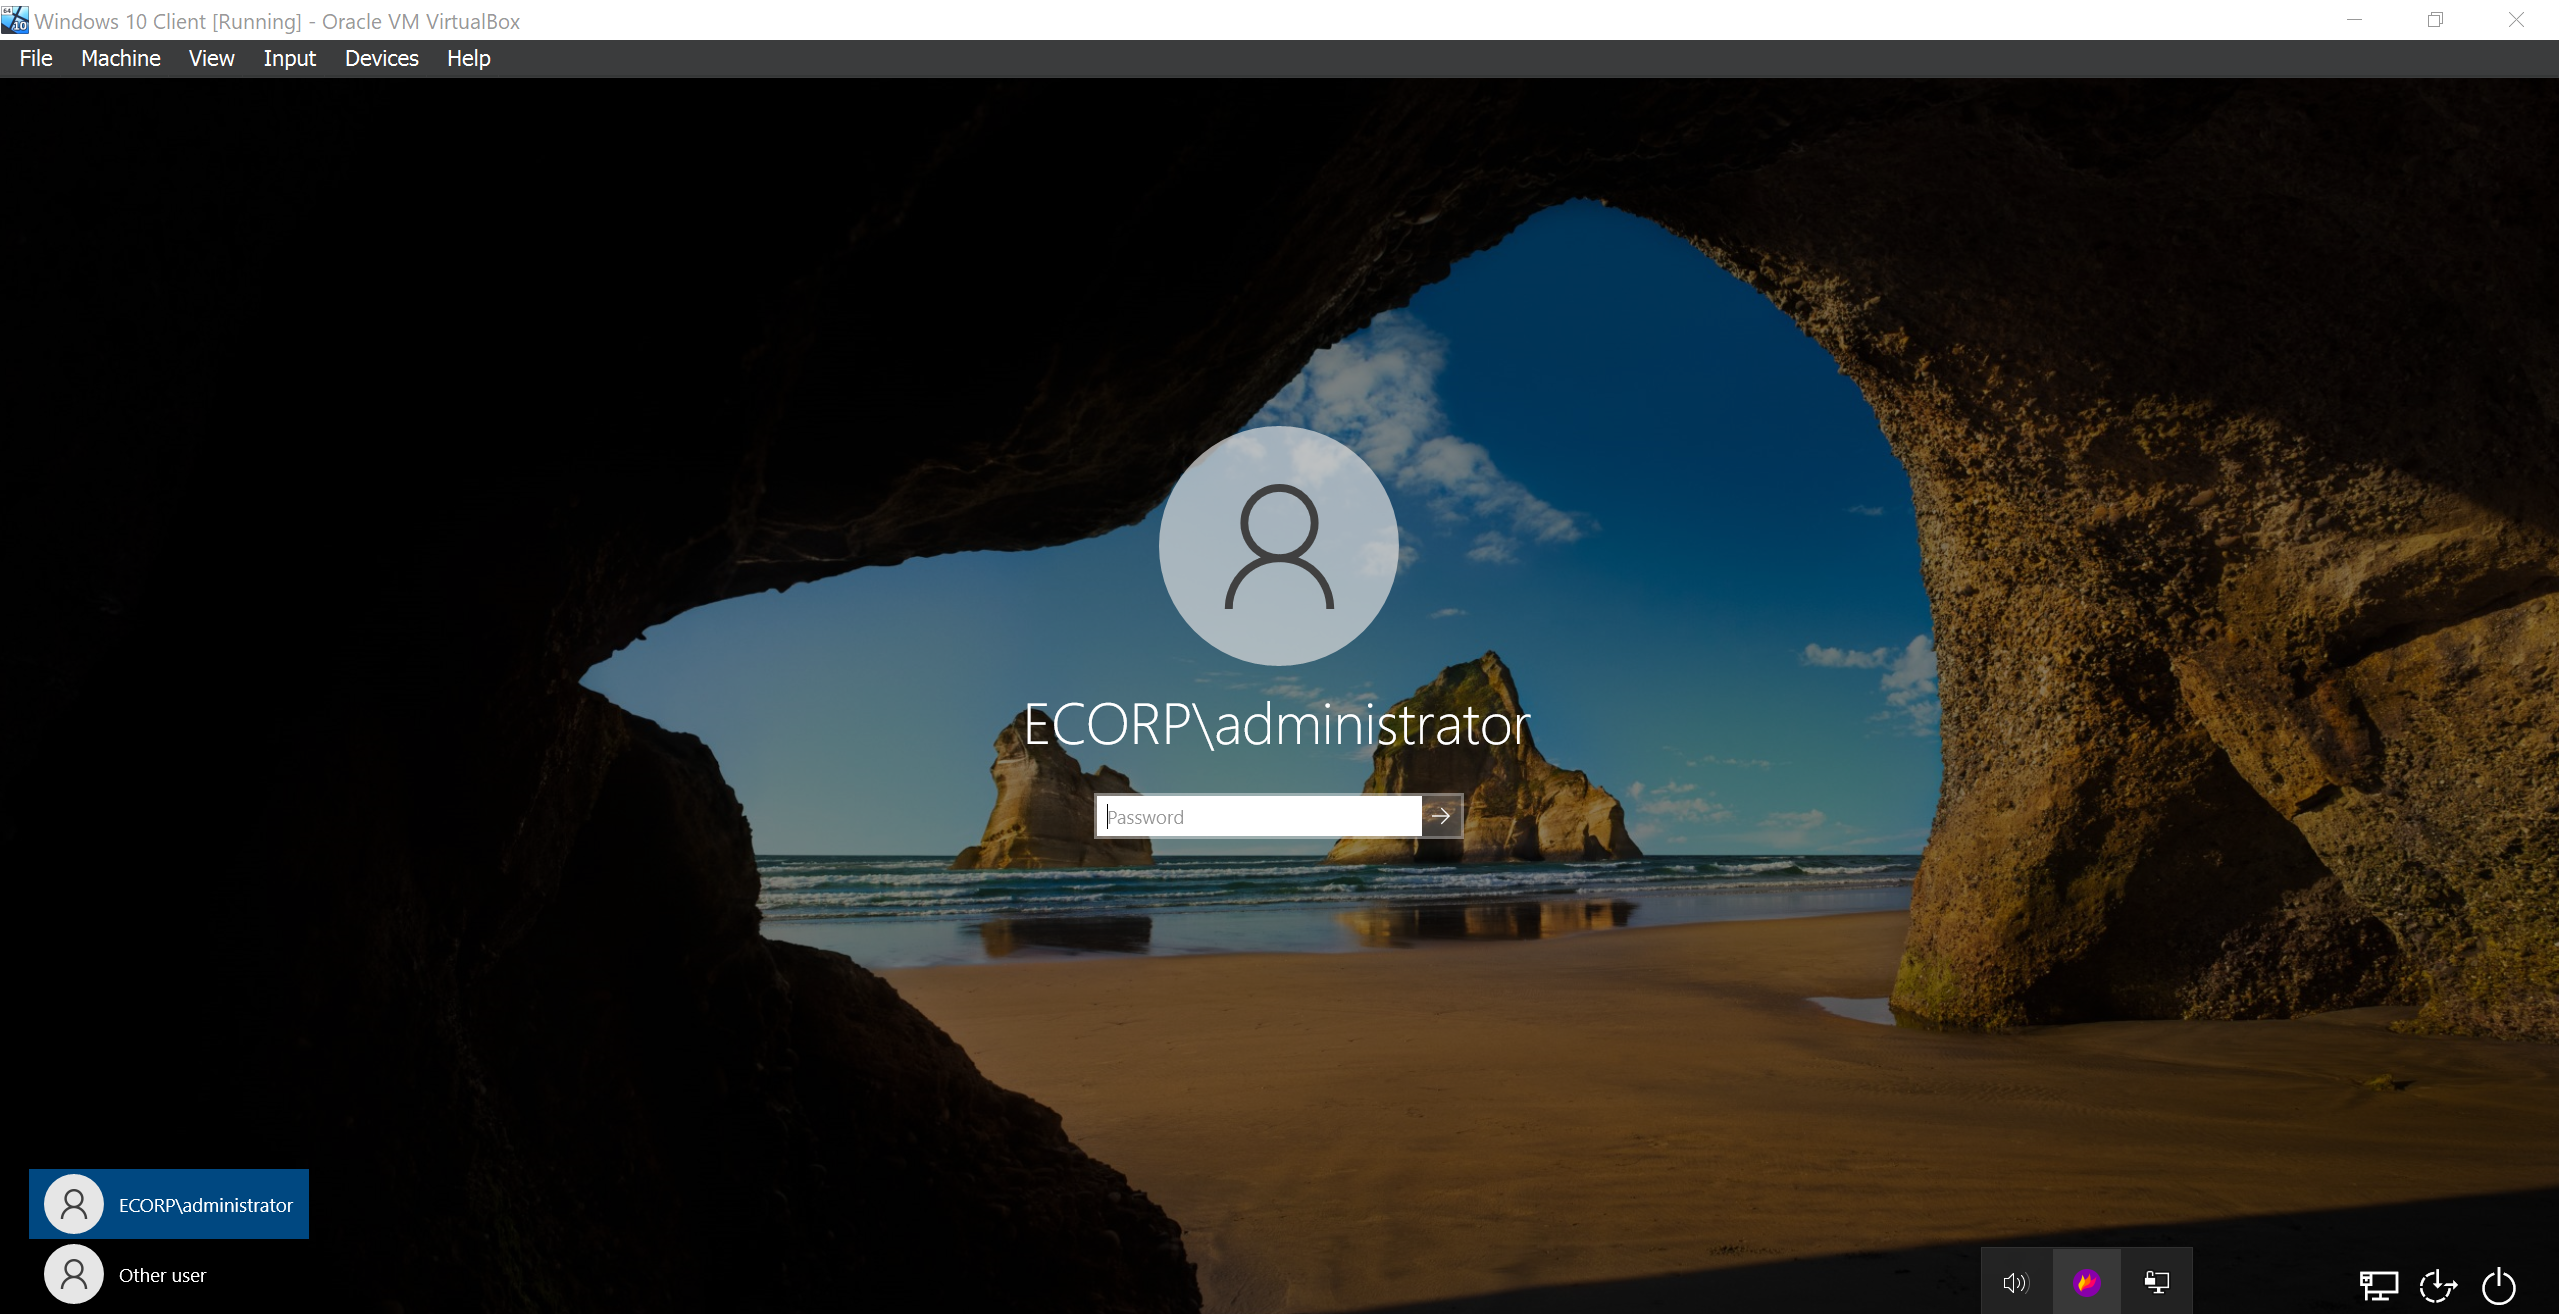 Windows 10 Client [Running] - Oracle VM VirtualBox
File Machine View Input Devices Help
ECORP\administrator
Password
ECORP\administrator
Other user